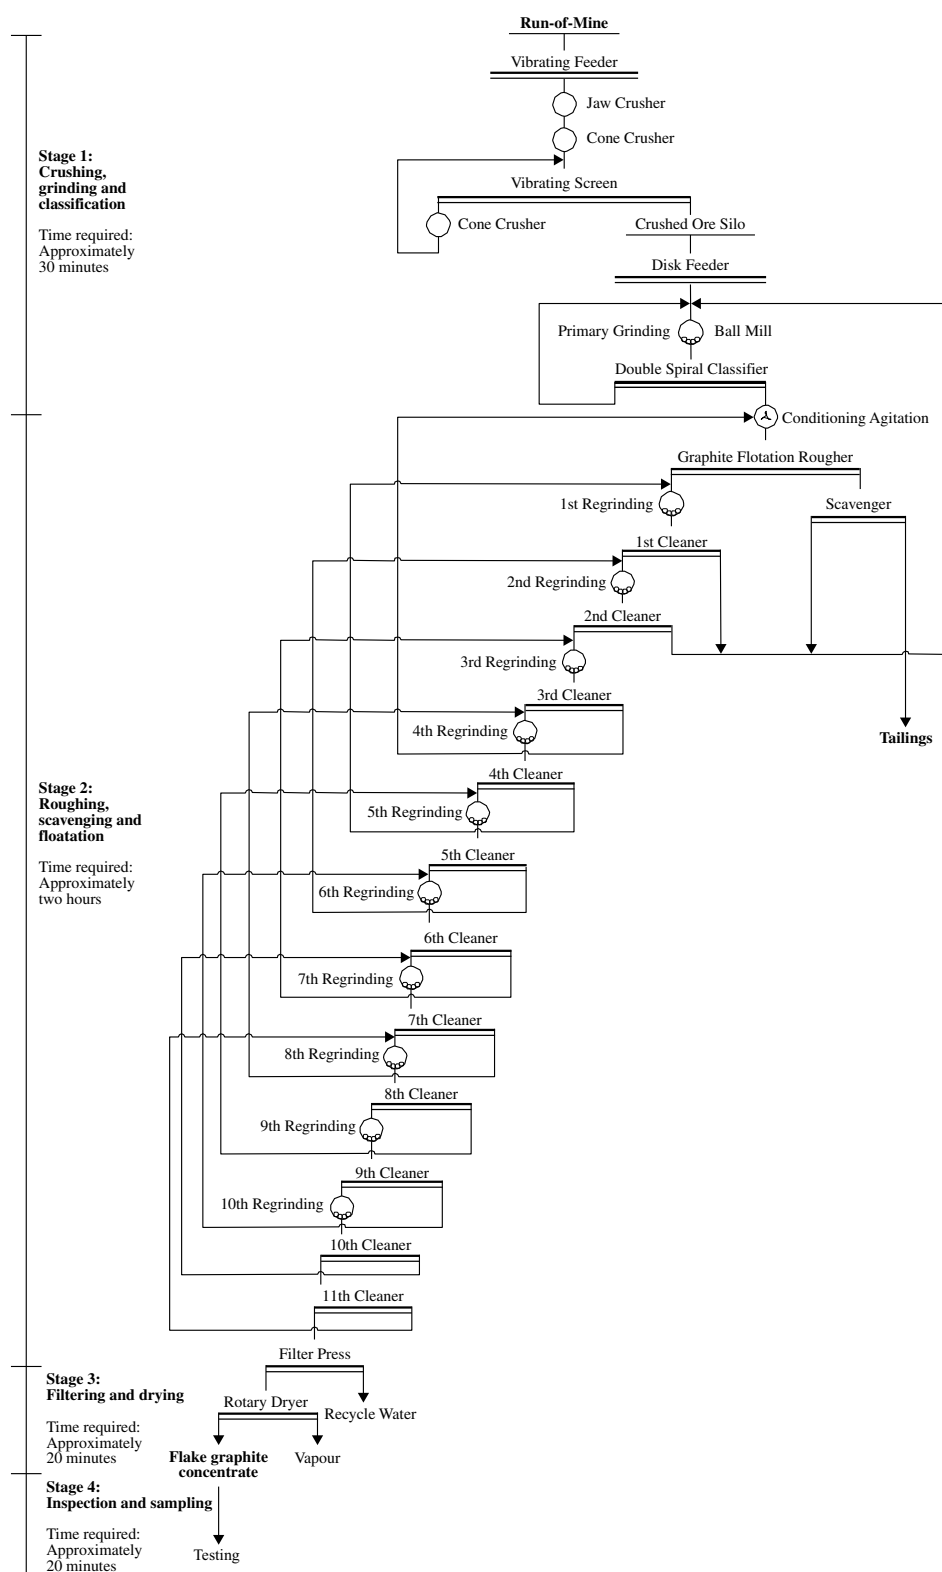 Run-of-Mine
Vibrating Feeder
Jaw Crusher
Cone Crusher
Stage 1:
Crushing,
grinding and
classification
Time required:
Approximately
30 minutes
Vibrating Screen
Cone Crusher
Crushed Ore Silo
Disk Feeder
Primary Grinding
Ball Mill
Double Spiral Classifier
Conditioning Agitation
Graphite Flotation Rougher
1st Regrinding
Scavenger
1st Cleaner
2nd Regrinding
2nd Cleaner
3rd Regrinding
3rd Cleaner
4th Regrinding
Tailings
Stage 2:
Roughing,
scavenging and
floatation
Time required:
Approximately
two hours
4th Cleaner
5th Regrinding
5th Cleaner
6th Regrinding
6th Cleaner
7th Regrinding
7th Cleaner
8th Regrinding
8th Cleaner
9th Regrinding
9th Cleaner
10th Regrinding
10th Cleaner
11th Cleaner
Filter Press
Stage 3:
Filtering and drying
Time required:
Approximately
20 minutes
Rotary Dryer
Recycle Water
Flake graphite
concentrate
Vapour
Stage 4:
Inspection and sampling
Time required:
Approximately
20 minutes
Testing